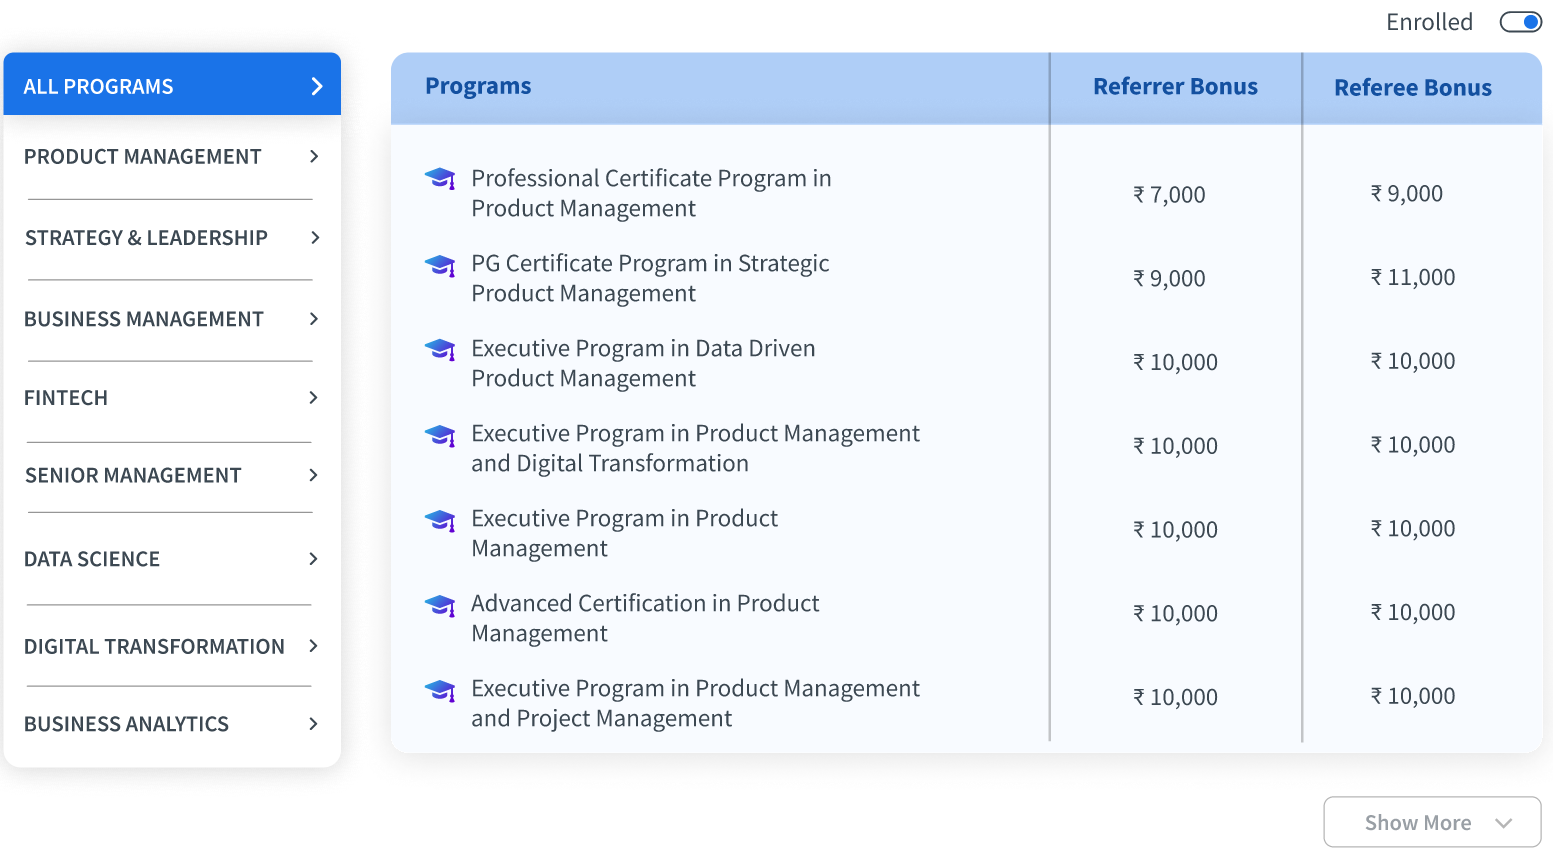 Enrolled
ALL PROGRAMS
PRODUCT MANAGEMENT
STRATEGY & LEADERSHIP
BUSINESS MANAGEMENT
FINTECH
SENIOR MANAGEMENT
DATA SCIENCE
DIGITAL TRANSFORMATION
BUSINESS ANALYTICS
Programs Referrer Bonus Referee Bonus
Professional Certificate Program in
Product Management
₹ 7,000 ₹ 9,000
PG Certificate Program in Strategic
Product Management
₹ 9,000 ₹ 11,000
Executive Program in Data Driven
Product Management
₹ 10,000 ₹ 10,000
Executive Program in Product Management
and Digital Transformation
₹ 10,000 ₹ 10,000
Executive Program in Product
Management
₹ 10,000 ₹ 10,000
Advanced Certification in Product
Management
₹ 10,000 ₹ 10,000
Executive Program in Product Management
and Project Management
₹ 10,000 ₹ 10,000
Show More